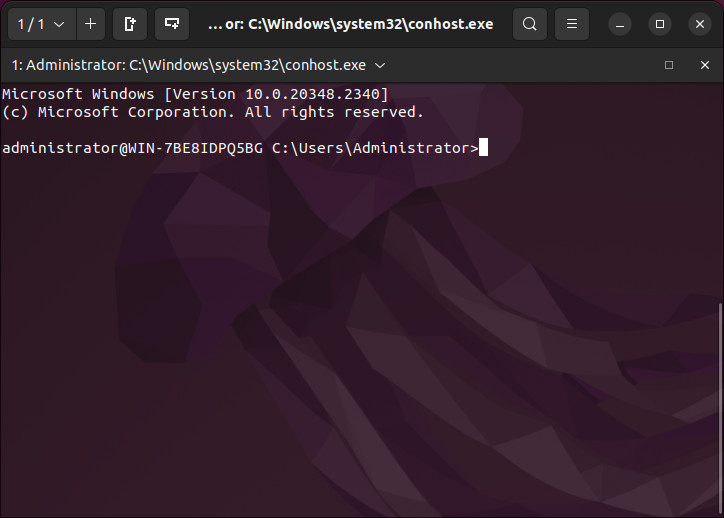 1 / 1
…or: C:\Windows\system32\conhost.exe
1: Administrator: C:\Windows\system32\conhost.exe
Microsoft Windows [Version 10.0.20348.2340]
(c) Microsoft Corporation. All rights reserved.
administrator@WIN-7BE8IDPQ5BG C:\Users\Administrator>